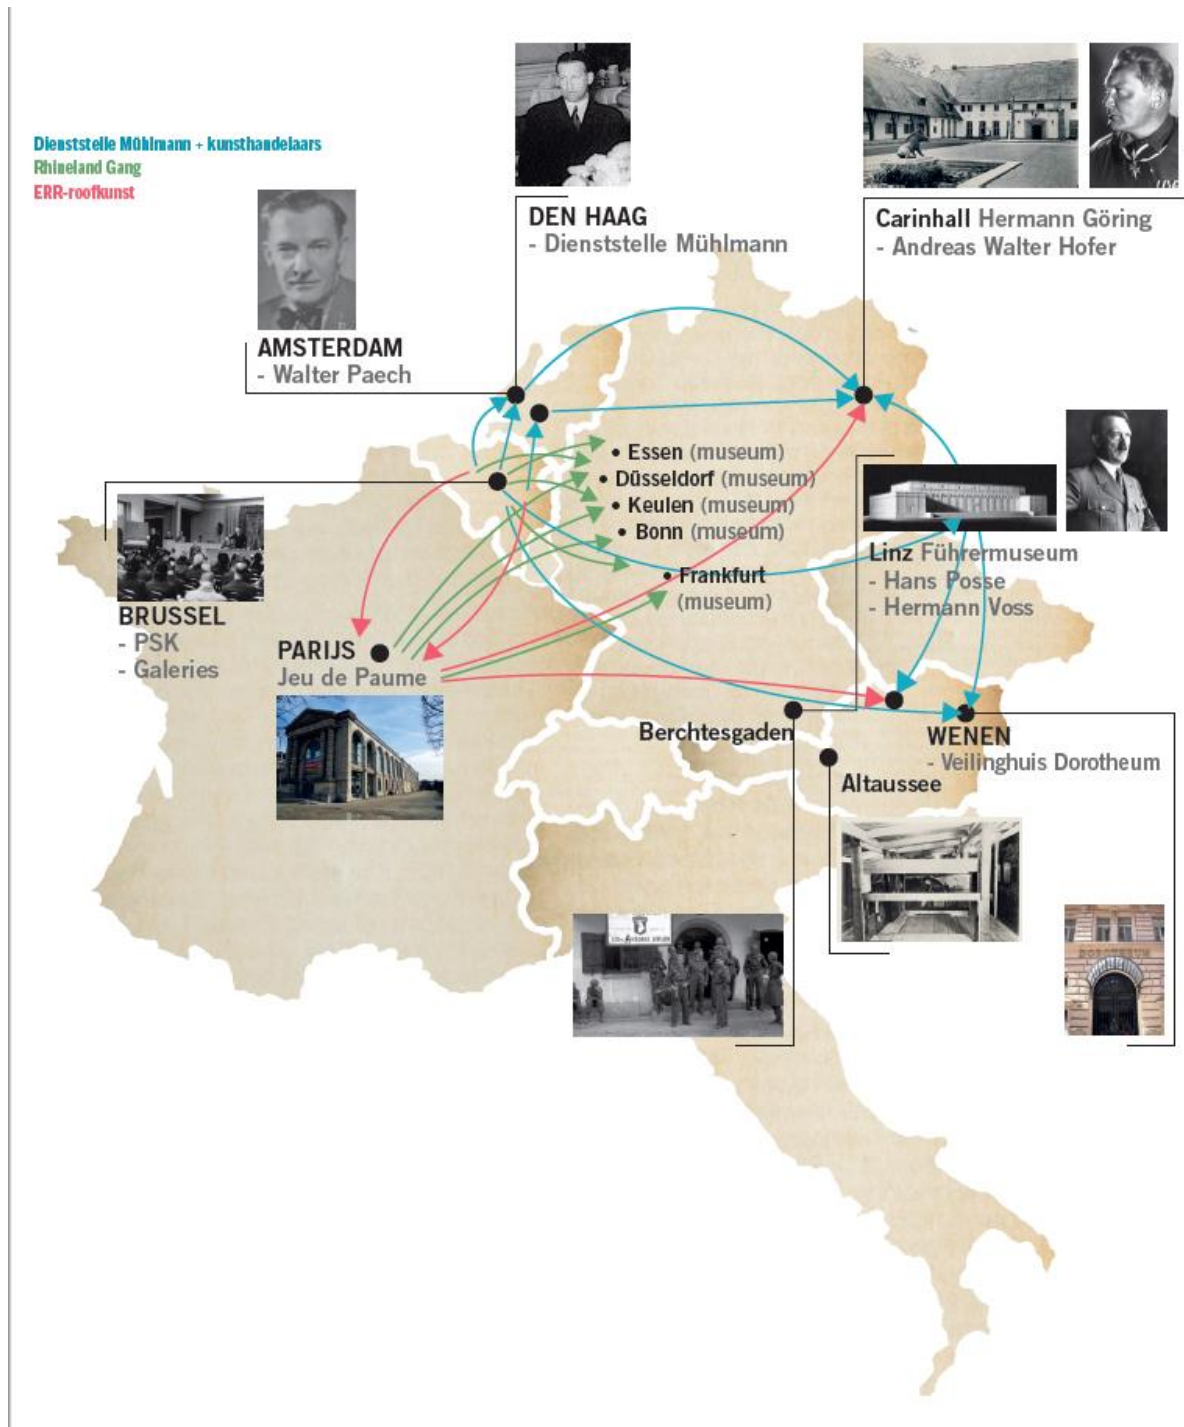 Dienststelle Mühlmann + kunsthandelaars
Rhineland Gang
ERR-roofkunst
DEN HAAG
- Dienststelle Mühlmann
Carinhall Hermann Göring
- Andreas Walter Hofer
AMSTERDAM
- Walter Paech
• Essen (museum)
• Düsseldorf (museum)
• Keulen (museum)
• Bonn (museum)
• Frankfurt
(museum)
Linz Führermuseum
- Hans Posse
- Hermann Voss
BRUSSEL
- PSK
- Galeries
PARIJS
Jeu de Paume
Berchtesgaden
WENEN
- Veilinghuis Dorotheum
Altaussee
DOROTHEUM